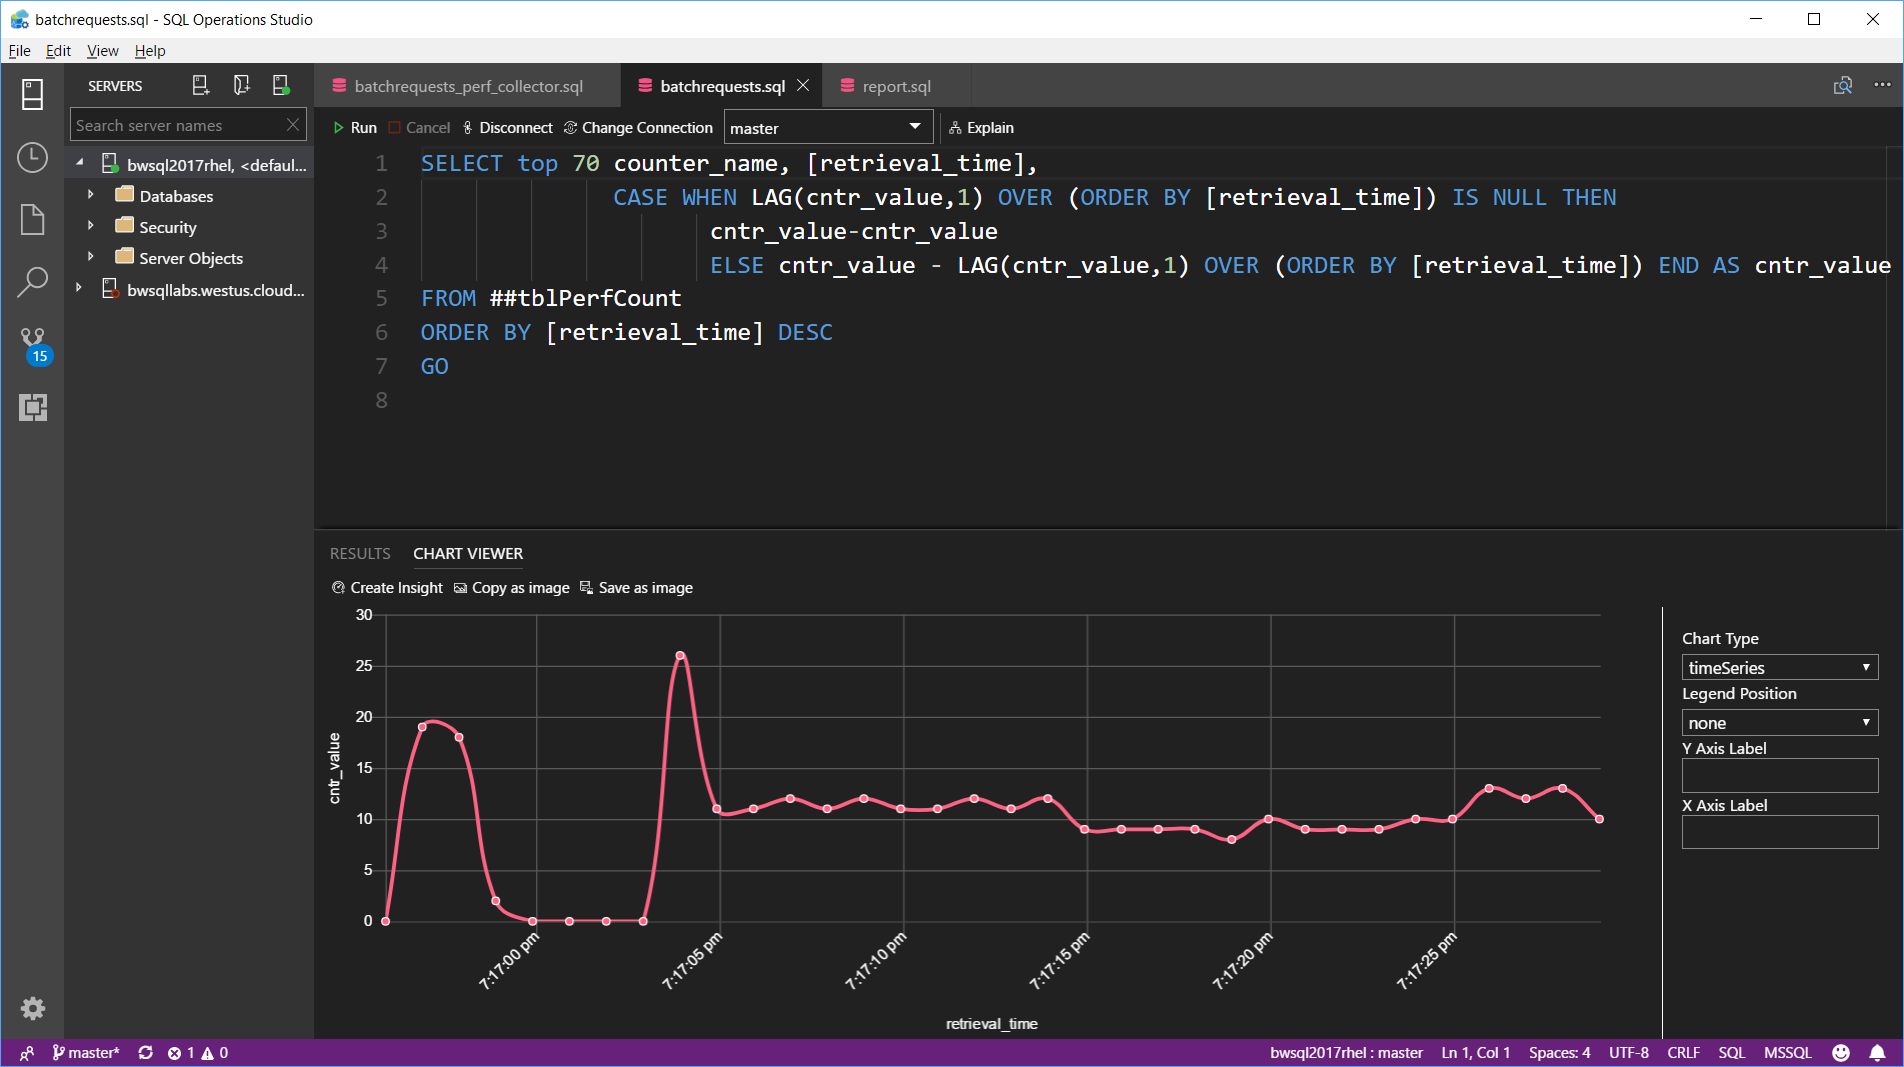 batchrequests.sql - SQL Operations Studio
File Edit View Help
SERVERS
Search server names
bwsql2017rhel, <defaul...
Databases
Security
Server Objects
bwsqllabs.westus.cloud...
15
batchrequests_perf_collector.sql batchrequests.sql report.sql
Run Cancel Disconnect Change Connection master Explain
1 SELECT top 70 counter_name, [retrieval_time],
2 CASE WHEN LAG(cntr_value,1) OVER (ORDER BY [retrieval_time]) IS NULL THEN
3 cntr_value-cntr_value
4 ELSE cntr_value - LAG(cntr_value,1) OVER (ORDER BY [retrieval_time]) END AS cntr_value
5 FROM ##tblPerfCount
6 ORDER BY [retrieval_time] DESC
7 GO
8
RESULTS CHART VIEWER
Create Insight Copy as image Save as image
30
25
20
15
10
5
0
cntr_value
7:17:00 pm 7:17:05 pm 7:17:10 pm 7:17:15 pm 7:17:20 pm 7:17:25 pm
retrieval_time
Chart Type
timeSeries
Legend Position
none
Y Axis Label
X Axis Label
master* 1 0 bwsql2017rhel : master Ln 1, Col 1 Spaces: 4 UTF-8 CRLF SQL MSSQL